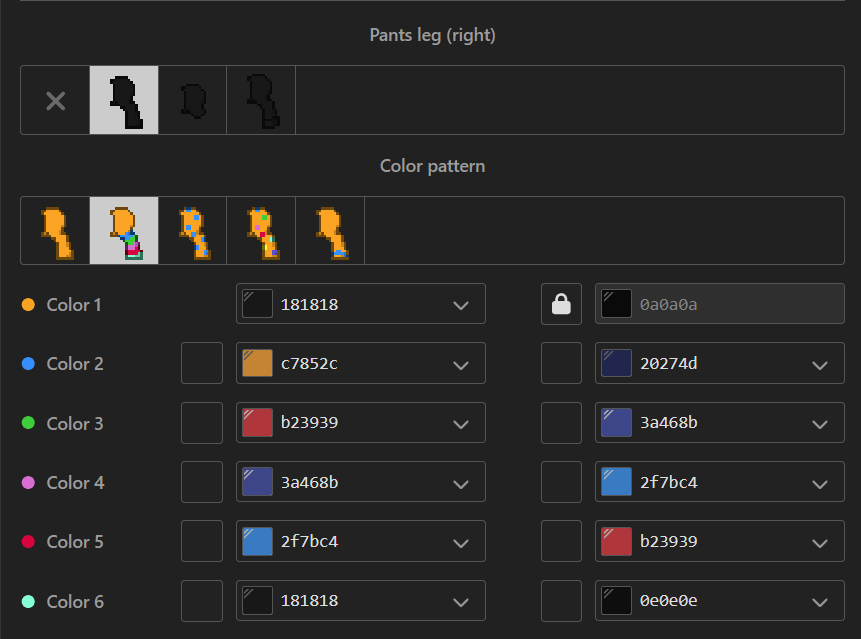 Pants leg (right)
Color pattern
Color 1 181818 0a0a0a
Color 2 c7852c 20274d
Color 3 b23939 3a468b
Color 4 3a468b 2f7bc4
Color 5 2f7bc4 b23939
Color 6 181818 0e0e0e